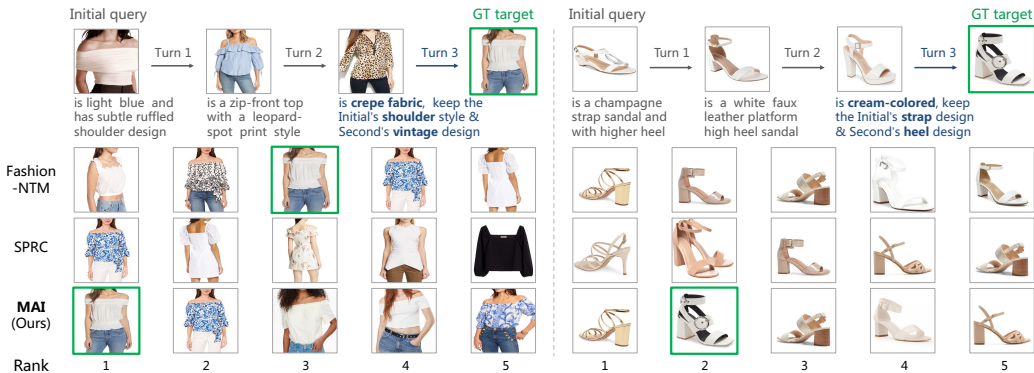 Initial query
GT target
Turn 1
Turn 2
Turn 3
is light blue and
has subtle ruffled
shoulder design
is a zip-front top
with a leopard-
spot print style
is crepe fabric, keep the
Initial's shoulder style &
Second's vintage design
Initial query
GT target
Turn 1
Turn 2
Turn 3
is a champagne
strap sandal and
with higher heel
is a white faux
leather platform
high heel sandal
is cream-colored, keep
the Initial's strap design
& Second's heel design
Fashion
-NTM
SPRC
MAI
(Ours)
Rank
1
2
3
4
5
1
2
3
4
5